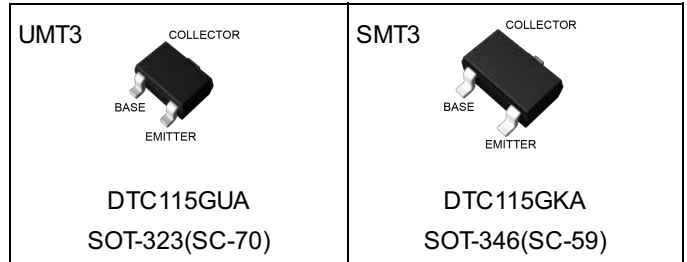 UMT3
COLLECTOR
BASE
EMITTER
DTC115GUA
SOT-323(SC-70)
SMT3
COLLECTOR
BASE
EMITTER
DTC115GKA
SOT-346(SC-59)